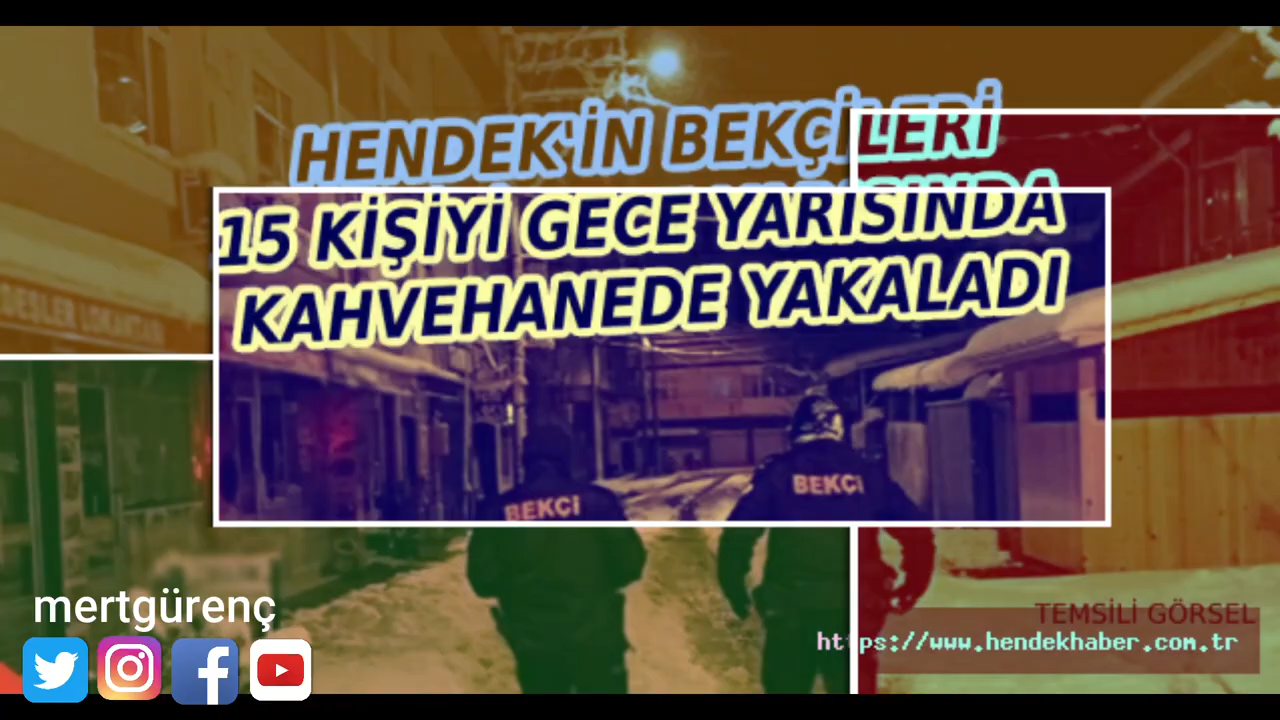 HENDEK'İN BEKÇİLERİ
15 KİŞİYİ GECE YARISINDA
KAHVEHANEDE YAKALADI
BEKÇİ
BEKÇİ
mertgürenç
TEMSİLİ GÖRSEL
https://www.hendekhaber.com.tr